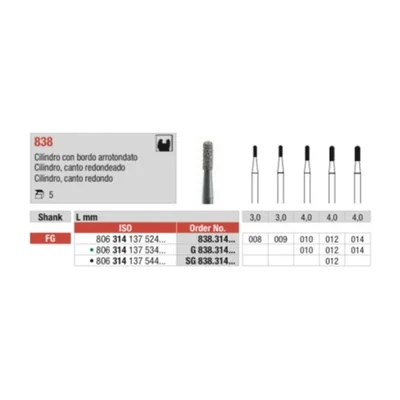 838
Cilindro con bordo arrotondato
Cilindro, canto redondeado
Cilindro, canto redondo
5
Shank L mm 3,0 3,0 4,0 4,0 4,0
ISO Order No.
FG 806 314 137 524... 838.314... 008 009 010 012 014
806 314 137 534... G 838.314... 010 012 014
806 314 137 544... SG 838.314... 012